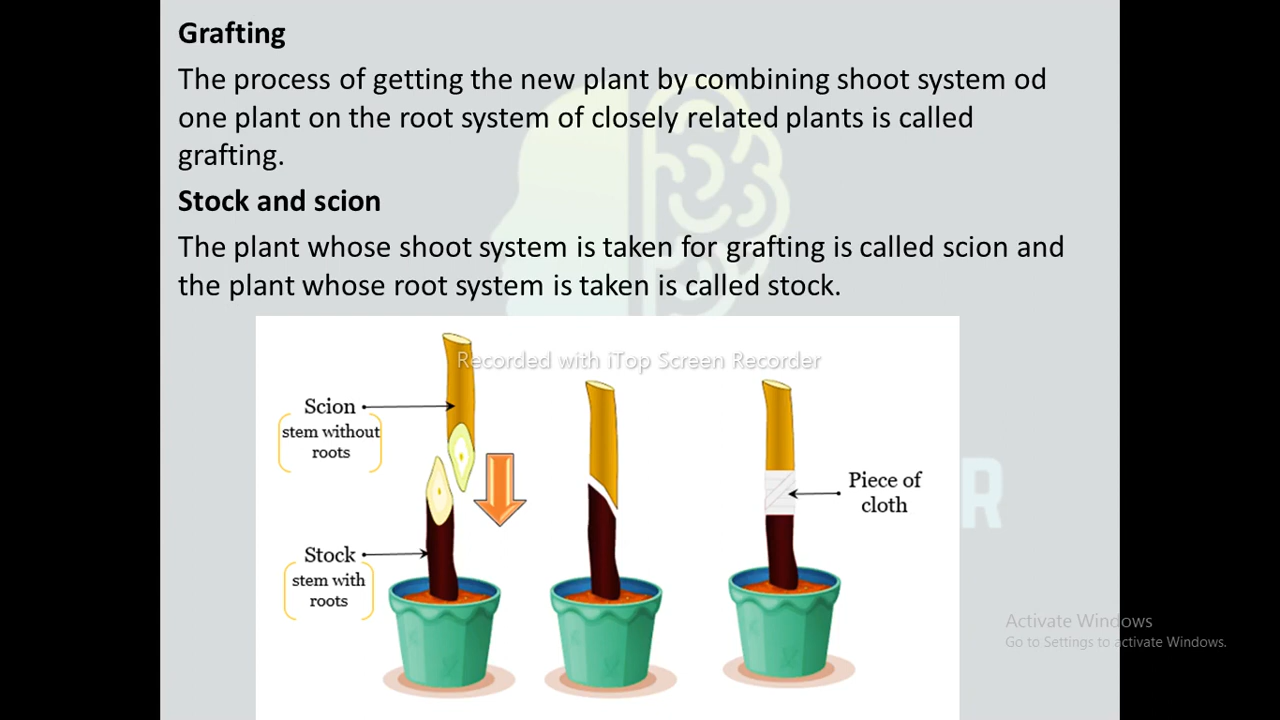 Grafting
The process of getting the new plant by combining shoot system od
one plant on the root system of closely related plants is called
grafting.
Stock and scion
The plant whose shoot system is taken for grafting is called scion and
the plant whose root system is taken is called stock.
Recorded with iTop Screen Recorder
Scion
stem without
roots
Stock
stem with
roots
Piece of
cloth
R
Activate Windows
Go to Settings to activate Windows.